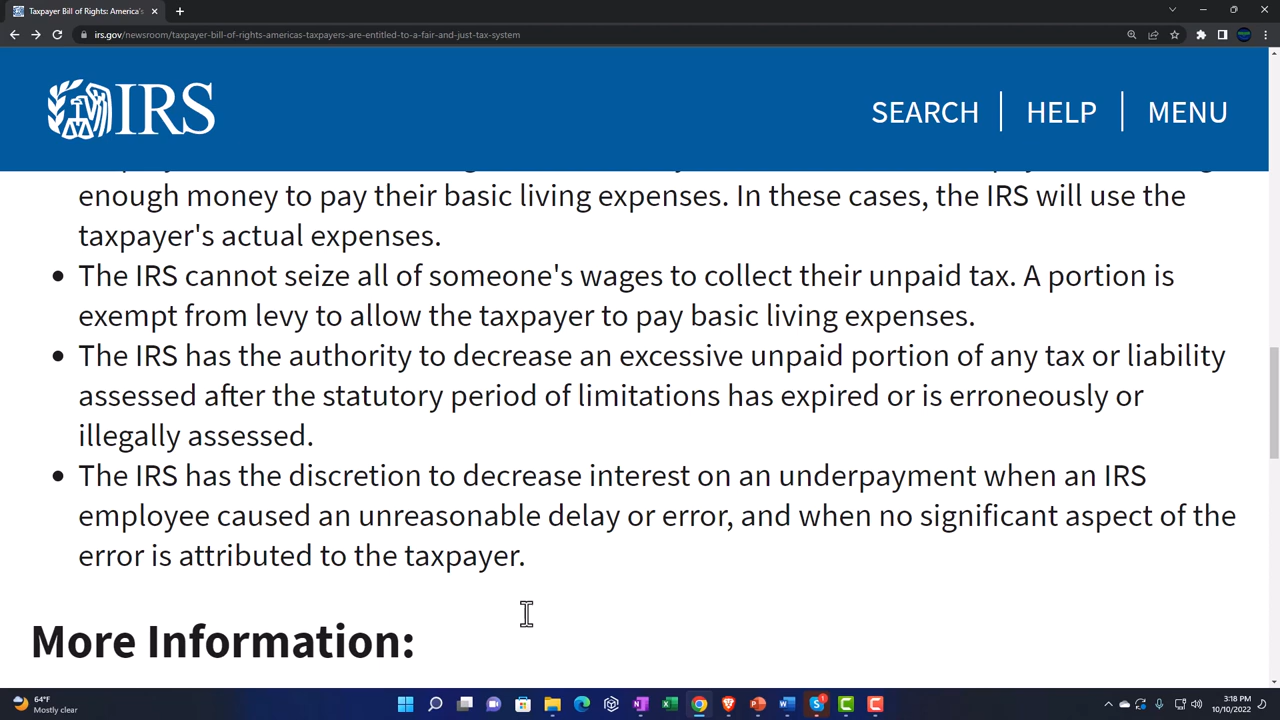 Taxpayer Bill of Rights: America's
irs.gov/newsroom/taxpayer-bill-of-rights-americas-taxpayers-are-entitled-to-a-fair-and-just-tax-system
IRS
SEARCH
HELP
MENU
enough money to pay their basic living expenses. In these cases, the IRS will use the
taxpayer's actual expenses.
• The IRS cannot seize all of someone's wages to collect their unpaid tax. A portion is
exempt from levy to allow the taxpayer to pay basic living expenses.
• The IRS has the authority to decrease an excessive unpaid portion of any tax or liability
assessed after the statutory period of limitations has expired or is erroneously or
illegally assessed.
• The IRS has the discretion to decrease interest on an underpayment when an IRS
employee caused an unreasonable delay or error, and when no significant aspect of the
error is attributed to the taxpayer.
More Information:
64°F
Mostly clear
3:18 PM
10/10/2022